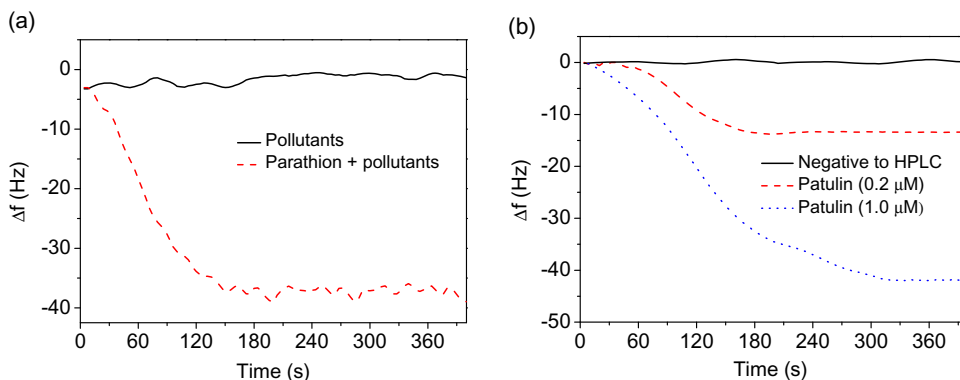 (a)
0
-10
-20
-30
-40
Δf (Hz)
Pollutants
Parathion + pollutants
0 60 120 180 240 300 360
Time (s)
(b)
0
-10
-20
-30
-40
-50
Δf (Hz)
Negative to HPLC
Patulin (0.2 μM)
Patulin (1.0 μM)
0 60 120 180 240 300 360
Time (s)